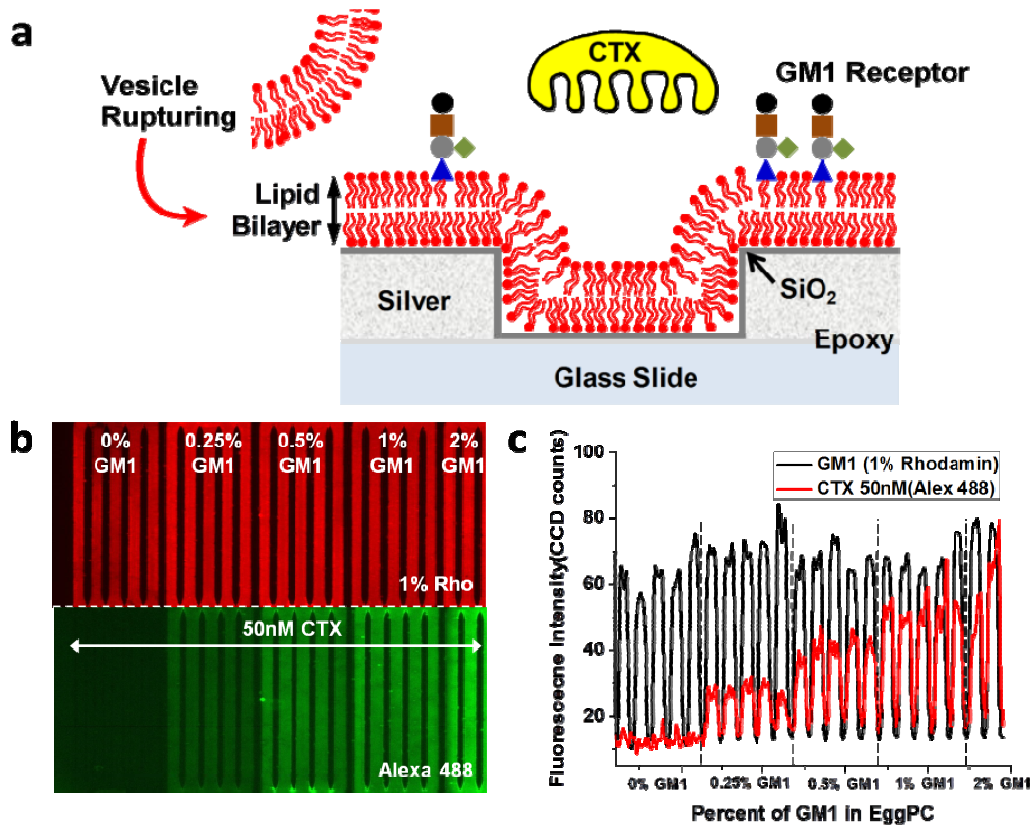 a
Vesicle
Rupturing
CTX
GM1 Receptor
Lipid
Bilayer
Silver
SiO2
Epoxy
Glass Slide
b
0% 0.25% 0.5% 1% 2%
GM1 GM1 GM1 GM1 GM1
1% Rho
50nM CTX
Alexa 488
c
Fluorescecne Intensity(CCD counts)
100
80
60
40
20
GM1 (1% Rhodamin)
CTX 50nM(Alex 488)
0% GM1 0.25% GM1 0.5% GM1 1% GM1 2% GM1
Percent of GM1 in EggPC